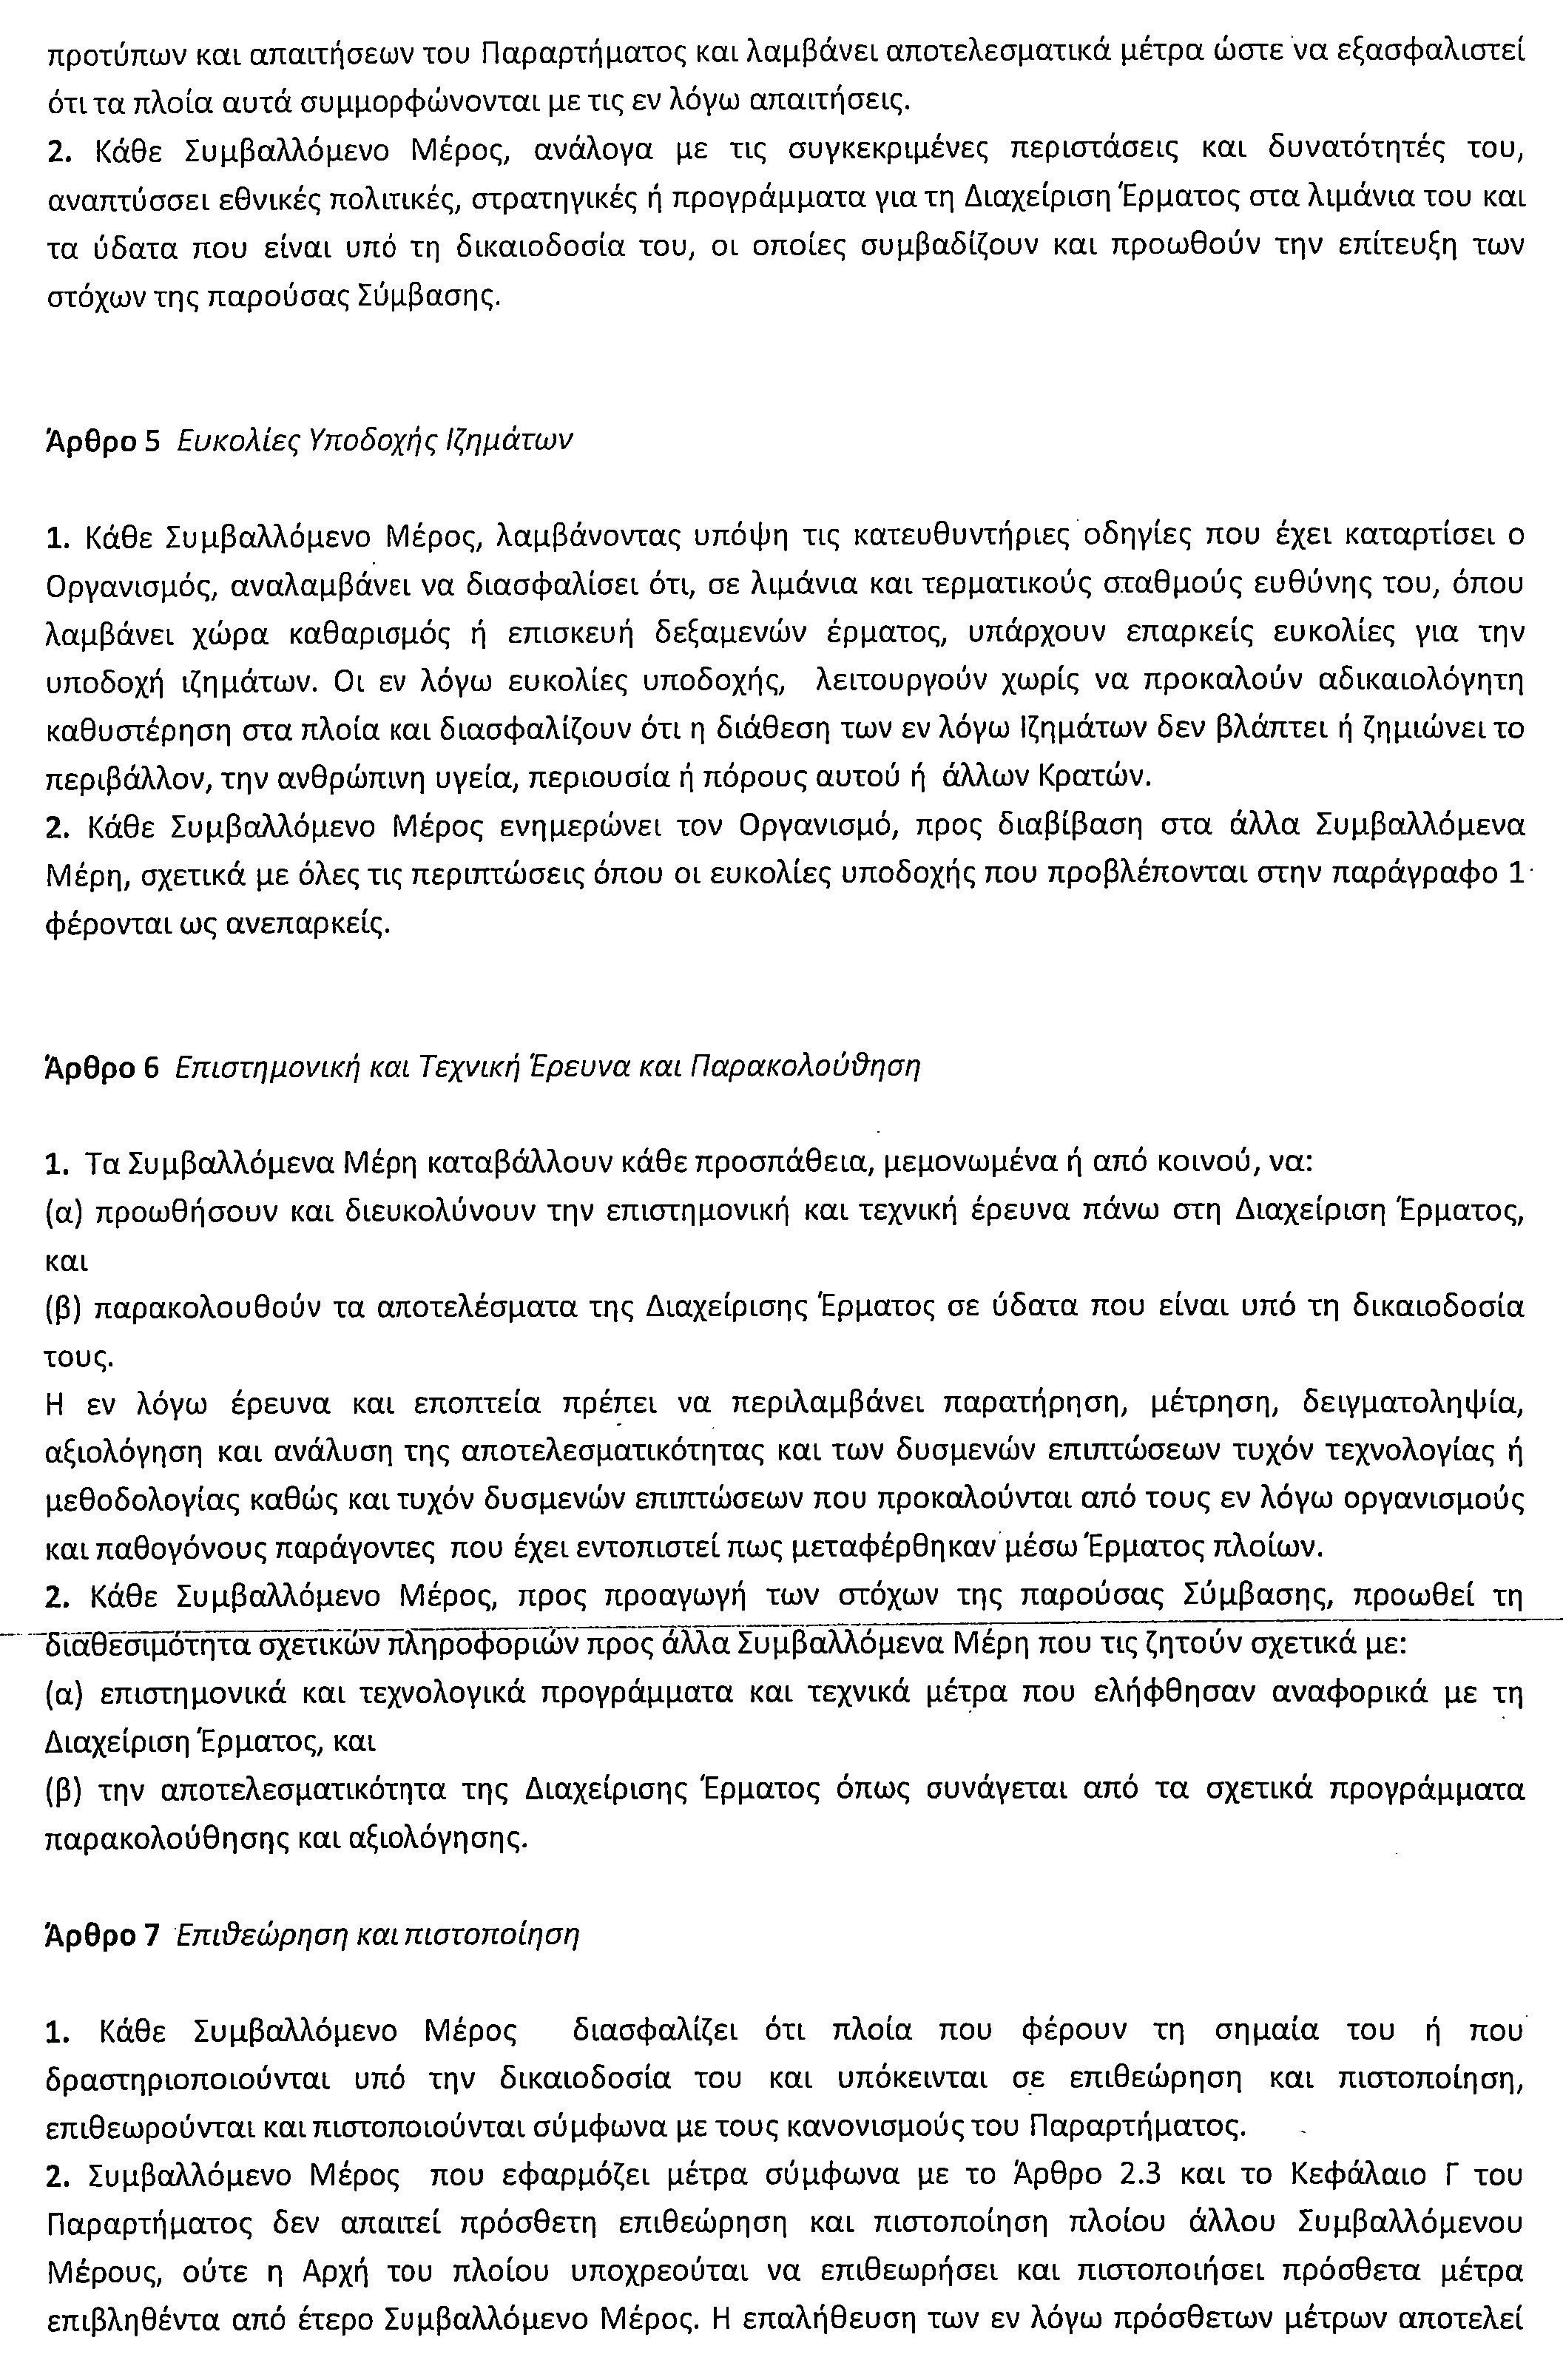 προτύπων και απαιτήσεων του Παραρτήματος και λαμβάνει αποτελεσματικά μέτρα ώστε να εξασφαλιστεί
ότι τα πλοία αυτά συμμορφώνονται με τις εν λόγω απαιτήσεις.
2. Κάθε Συμβαλλόμενο Μέρος, ανάλογα με τις συγκεκριμένες περιστάσεις και δυνατότητές του,
αναπτύσσει εθνικές πολιτικές, στρατηγικές ή προγράμματα για τη Διαχείριση Έρματος στα λιμάνια του και
τα ύδατα που είναι υπό τη δικαιοδοσία του, οι οποίες συμβαδίζουν και προωθούν την επίτευξη των
στόχων της παρούσας Σύμβασης.
Άρθρο 5 Ευκολίες Υποδοχής Ιζημάτων
1. Κάθε Συμβαλλόμενο Μέρος, λαμβάνοντας υπόψη τις κατευθυντήριες οδηγίες που έχει καταρτίσει ο
Οργανισμός, αναλαμβάνει να διασφαλίσει ότι, σε λιμάνια και τερματικούς σταθμούς ευθύνης του, όπου
λαμβάνει χώρα καθαρισμός ή επισκευή δεξαμενών έρματος, υπάρχουν επαρκείς ευκολίες για την
υποδοχή ιζημάτων. Οι εν λόγω ευκολίες υποδοχής, λειτουργούν χωρίς να προκαλούν αδικαιολόγητη
καθυστέρηση στα πλοία και διασφαλίζουν ότι η διάθεση των εν λόγω Ιζημάτων δεν βλάπτει ή ζημιώνει το
περιβάλλον, την ανθρώπινη υγεία, περιουσία ή πόρους αυτού ή άλλων Κρατών.
2. Κάθε Συμβαλλόμενο Μέρος ενημερώνει τον Οργανισμό, προς διαβίβαση στα άλλα Συμβαλλόμενα
Μέρη, σχετικά με όλες τις περιπτώσεις όπου οι ευκολίες υποδοχής που προβλέπονται στην παράγραφο 1
φέρονται ως ανεπαρκείς.
Άρθρο 6 Επιστημονική και Τεχνική Έρευνα και Παρακολούθηση
1. Τα Συμβαλλόμενα Μέρη καταβάλλουν κάθε προσπάθεια, μεμονωμένα ή από κοινού, να:
(α) προωθήσουν και διευκολύνουν την επιστημονική και τεχνική έρευνα πάνω στη Διαχείριση Έρματος,
και
(β) παρακολουθούν τα αποτελέσματα της Διαχείρισης Έρματος σε ύδατα που είναι υπό τη δικαιοδοσία
τους.
Η εν λόγω έρευνα και εποπτεία πρέπει να περιλαμβάνει παρατήρηση, μέτρηση, δειγματοληψία,
αξιολόγηση και ανάλυση της αποτελεσματικότητας και των δυσμενών επιπτώσεων τυχόν τεχνολογίας ή
μεθοδολογίας καθώς και τυχόν δυσμενών επιπτώσεων που προκαλούνται από τους εν λόγω οργανισμούς
και παθογόνους παράγοντες που έχει εντοπιστεί πως μεταφέρθηκαν μέσω Έρματος πλοίων.
2. Κάθε Συμβαλλόμενο Μέρος, προς προαγωγή των στόχων της παρούσας Σύμβασης, προωθεί τη
διαθεσιμότητα σχετικών πληροφοριών προς άλλα Συμβαλλόμενα Μέρη που τις ζητούν σχετικά με:
(α) επιστημονικά και τεχνολογικά προγράμματα και τεχνικά μέτρα που ελήφθησαν αναφορικά με τη
Διαχείριση Έρματος, και
(β) την αποτελεσματικότητα της Διαχείρισης Έρματος όπως συνάγεται από τα σχετικά προγράμματα
παρακολούθησης και αξιολόγησης.
Άρθρο 7 Επιθεώρηση και πιστοποίηση
1. Κάθε Συμβαλλόμενο Μέρος διασφαλίζει ότι πλοία που φέρουν τη σημαία του ή που
δραστηριοποιούνται υπό την δικαιοδοσία του και υπόκεινται σε επιθεώρηση και πιστοποίηση,
επιθεωρούνται και πιστοποιούνται σύμφωνα με τους κανονισμούς του Παραρτήματος.
2. Συμβαλλόμενο Μέρος που εφαρμόζει μέτρα σύμφωνα με το Άρθρο 2.3 και το Κεφάλαιο Γ του
Παραρτήματος δεν απαιτεί πρόσθετη επιθεώρηση και πιστοποίηση πλοίου άλλου Συμβαλλόμενου
Μέρους, ούτε η Αρχή του πλοίου υποχρεούται να επιθεωρήσει και πιστοποιήσει πρόσθετα μέτρα
επιβληθέντα από έτερο Συμβαλλόμενο Μέρος. Η επαλήθευση των εν λόγω πρόσθετων μέτρων αποτελεί